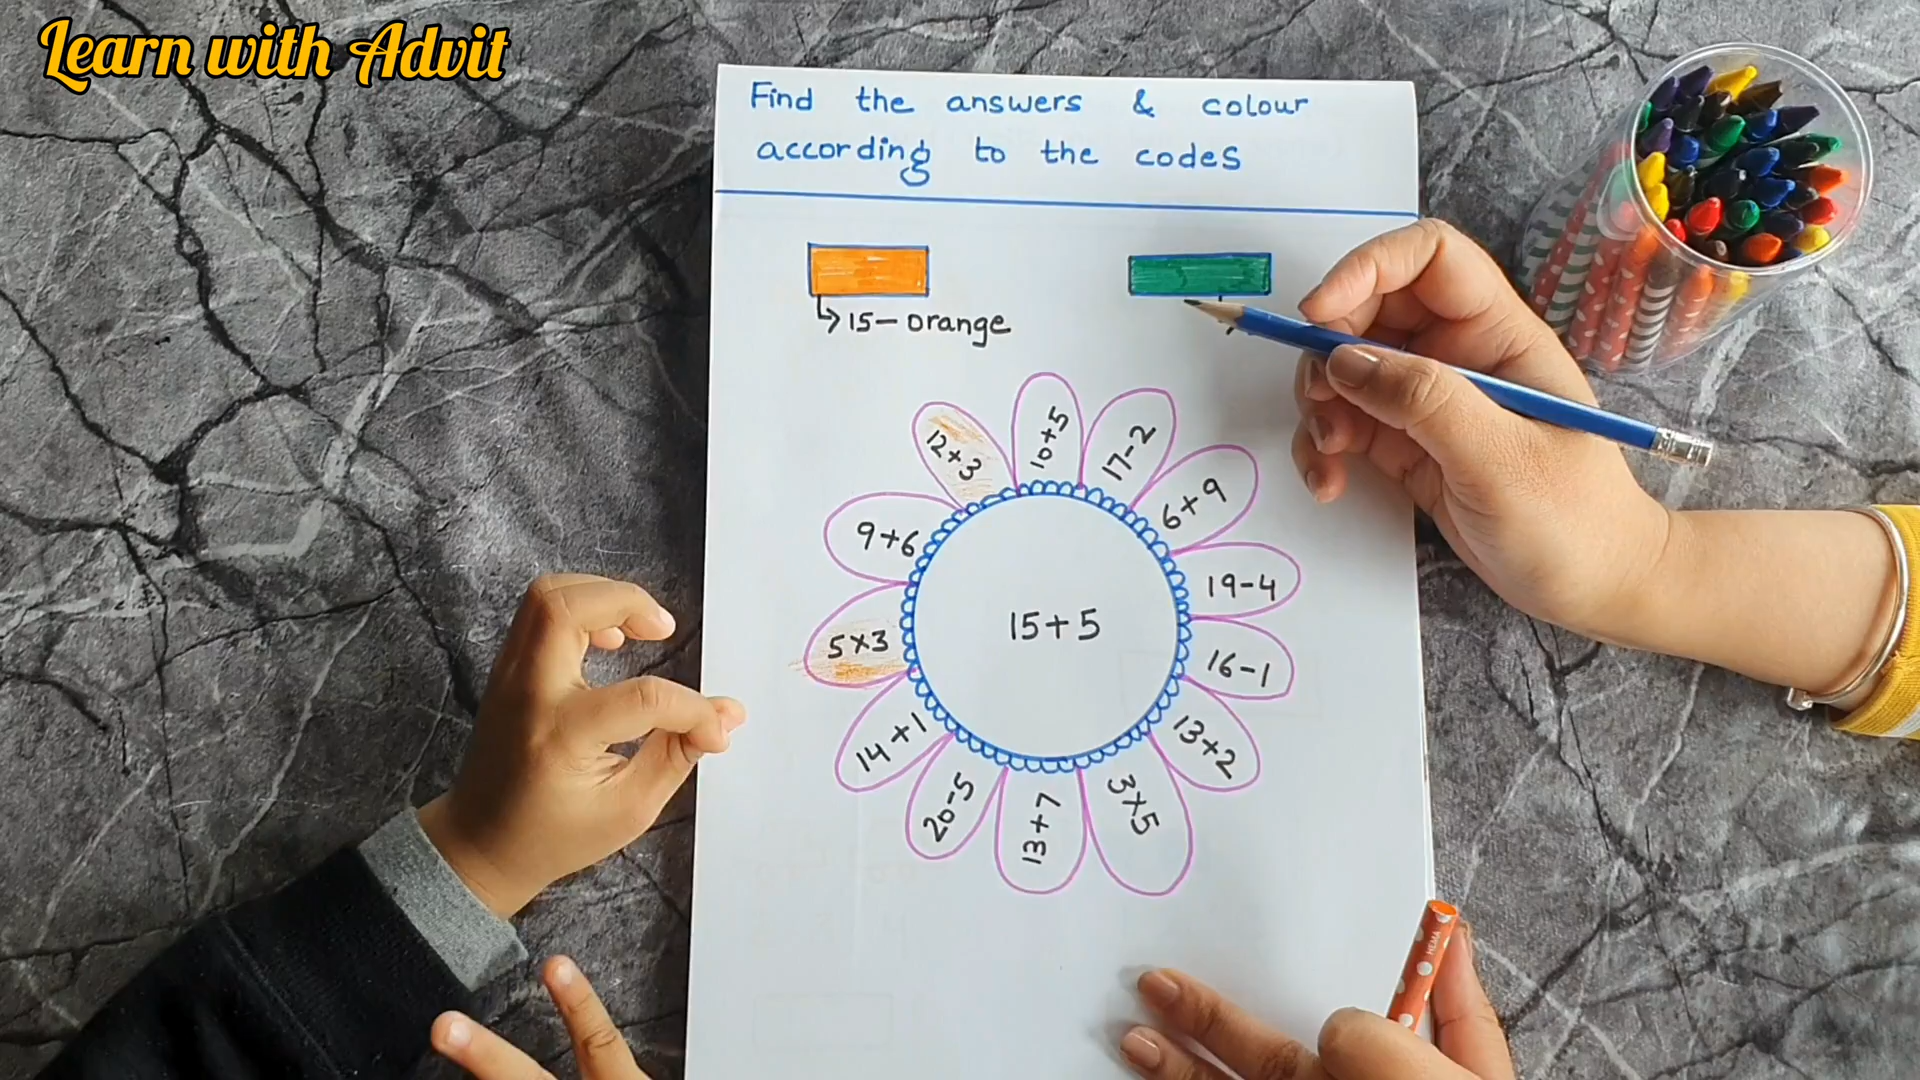 Learn with Advit
Find the answers & colour
according to the codes
15-orange
12+3
10+5
17-2
6+9
9+6
19-4
5x3
15+5
16-1
14+1
13+2
20-5
13+7
3x5
HEMA